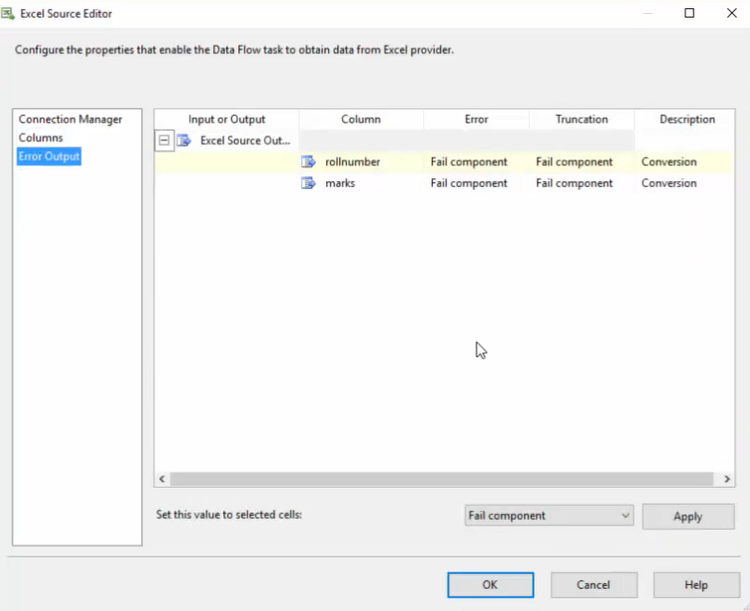 Excel Source Editor
Configure the properties that enable the Data Flow task to obtain data from Excel provider.
Connection Manager
Columns
Error Output
Input or Output Column Error Truncation Description
Excel Source Out...
rollnumber Fail component Fail component Conversion
marks Fail component Fail component Conversion
Set this value to selected cells: Fail component Apply
OK Cancel Help